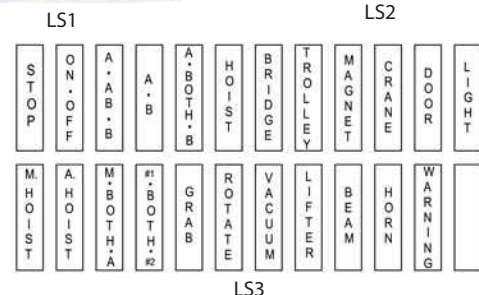 LS1
LS2
STOP
ON•OFF
A•AB•B
A•B
A•BOTH•B
HOIST
BRIDGE
TROLLEY
MAGNET
CRANE
DOOR
LIGHT
M.HOIST
A.HOIST
M•BOTH•A
#1•BOTH•#2
GRAB
ROTATE
VACUUM
LIFTER
BEAM
HORN
WARNING
LS3